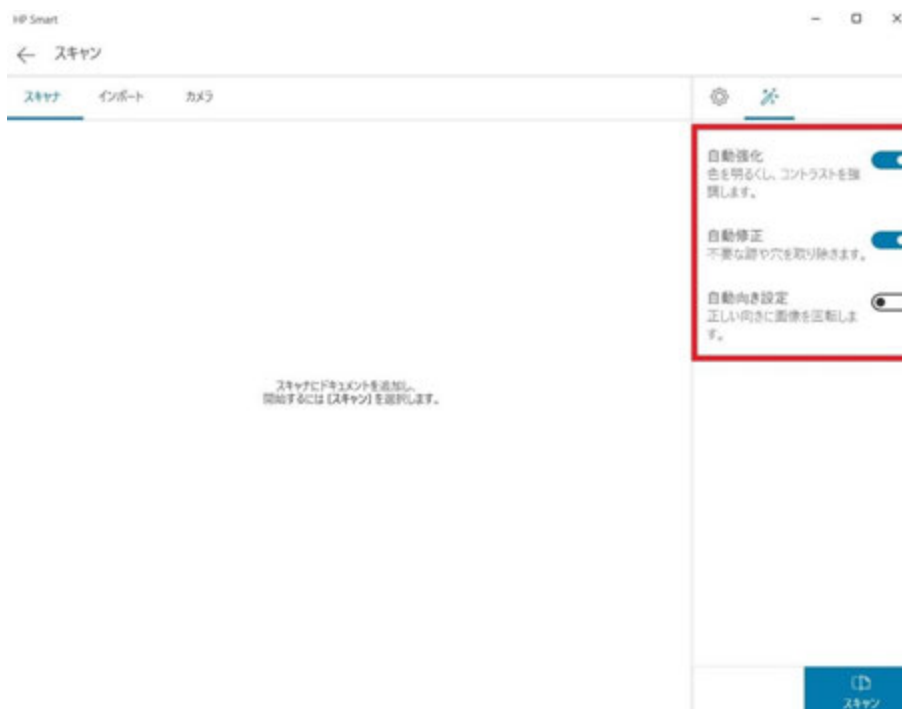 HP Smart
スキャン
スキャナ インポート カメラ
自動強化
色を明るくし、コントラストを強
調します。
自動修正
不要な跡や穴を取り除きます。
自動向き設定
正しい向きに画像を回転しま
す。
スキャナにドキュメントを追加し、
開始するには [スキャン] を選択します。
スキャン